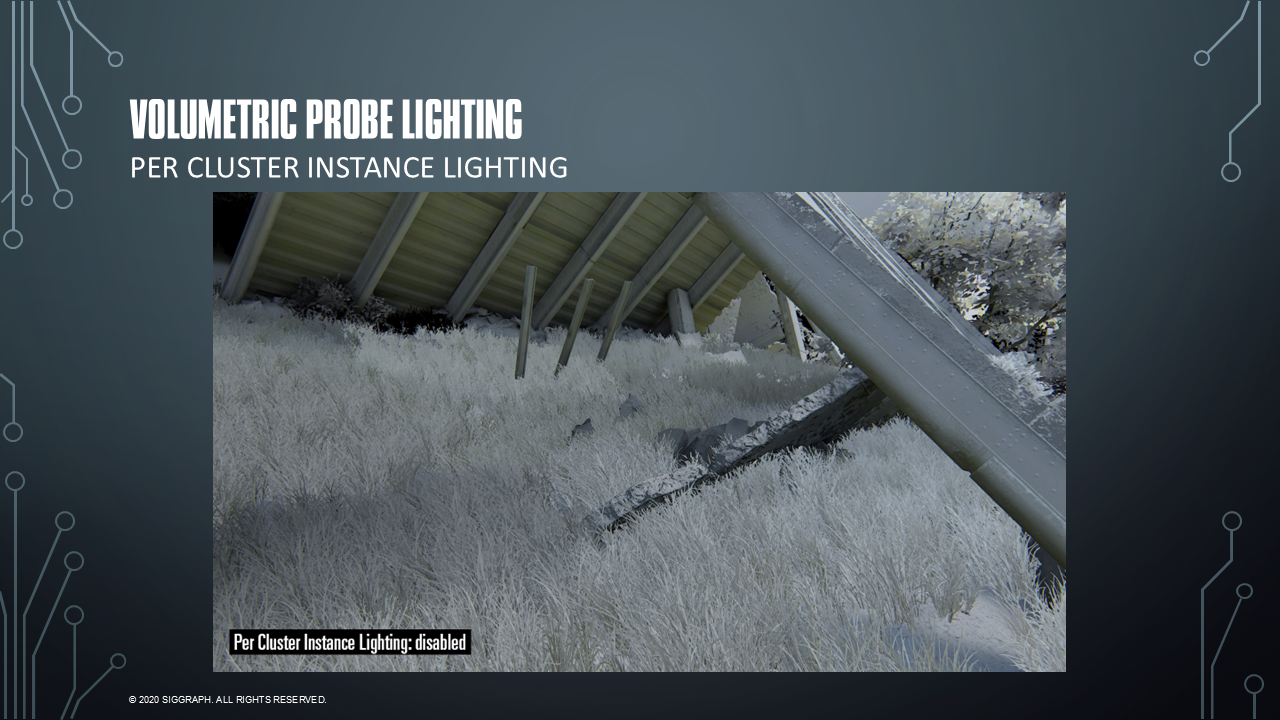 VOLUMETRIC PROBE LIGHTING
PER CLUSTER INSTANCE LIGHTING
Per Cluster Instance Lighting: disabled
© 2020 SIGGRAPH. ALL RIGHTS RESERVED.